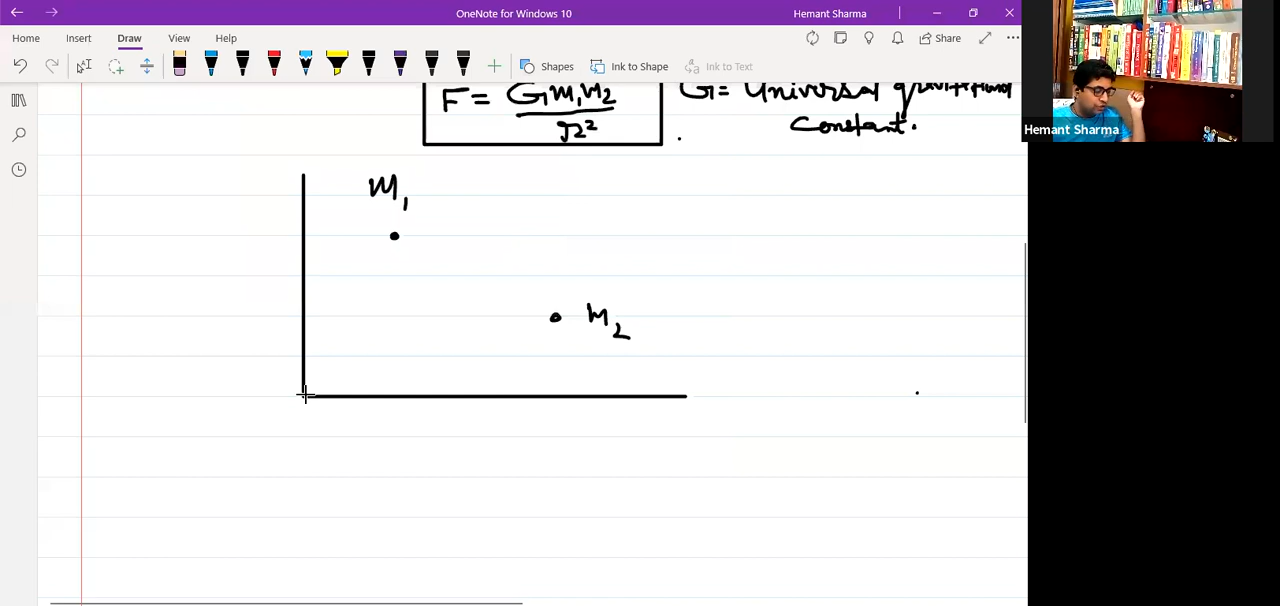 OneNote for Windows 10
Hemant Sharma
Home Insert Draw View Help
Share
Shapes Ink to Shape Ink to Text
F = Gm₁m₂/r²
G = Universal gravitational
Constant.
Hemant Sharma
M₁
m₂